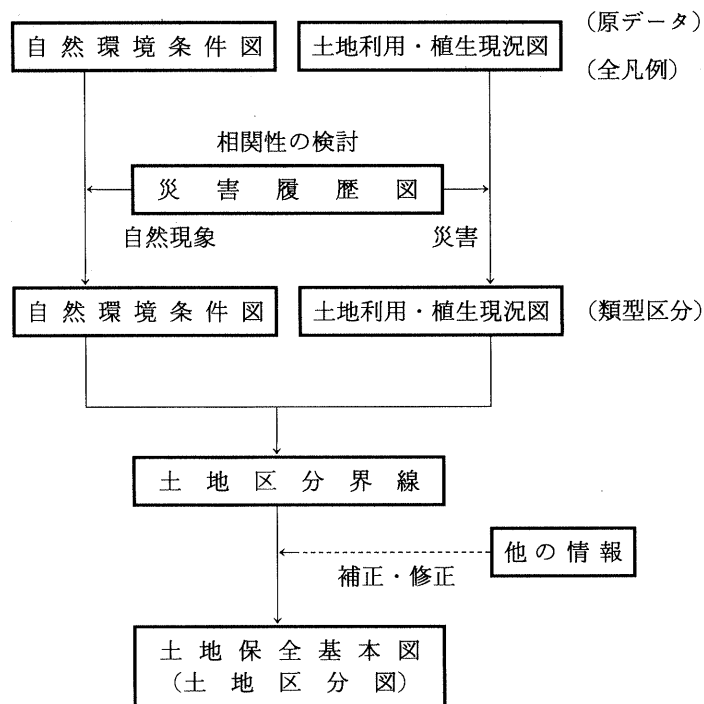 自然環境条件図
土地利用・植生現況図
(原データ)
(全凡例)
相関性の検討
災害履歴図
自然現象
災害
自然環境条件図
土地利用・植生現況図
(類型区分)
土地区分界線
他の情報
補正・修正
土地保全基本図
(土地区分図)